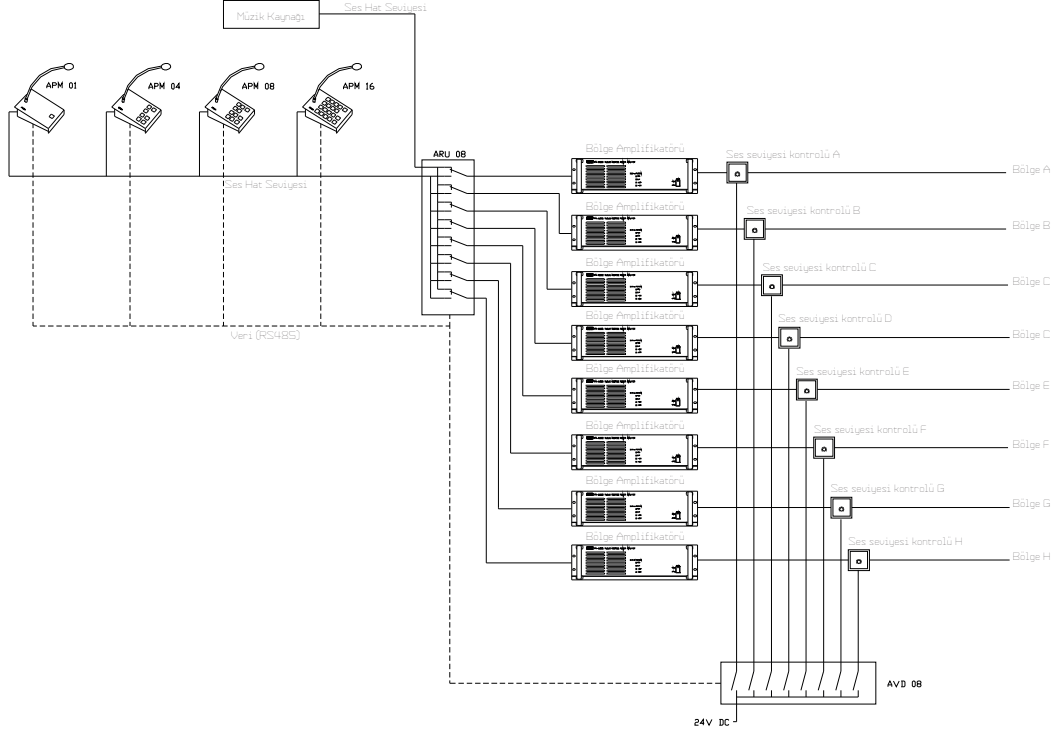 Müzik Kaynağı
Ses Hat Seviyesi
APM 01
APM 04
APM 08
APM 16
ARU 08
Ses Hat Seviyesi
Veri (RS485)
Bölge Amplifikatörü
Ses seviyesi kontrolü A
Bölge A
Ses seviyesi kontrolü B
Bölge B
Bölge Amplifikatörü
Bölge Amplifikatörü
Ses seviyesi kontrolü C
Bölge C
Bölge Amplifikatörü
Ses seviyesi kontrolü D
Bölge C
Bölge Amplifikatörü
Ses seviyesi kontrolü E
Bölge E
Bölge Amplifikatörü
Ses seviyesi kontrolü F
Bölge F
Bölge Amplifikatörü
Ses seviyesi kontrolü G
Bölge G
Bölge Amplifikatörü
Ses seviyesi kontrolü H
Bölge H
AVD 08
24V DC